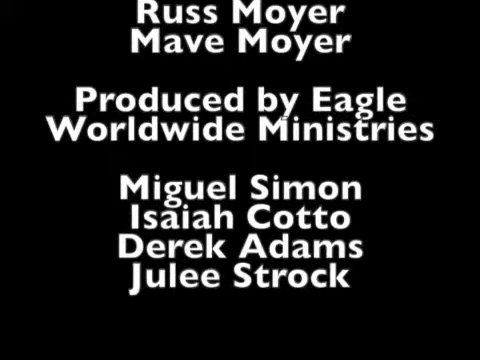 Russ Moyer
Mave Moyer
Produced by Eagle
Worldwide Ministries
Miguel Simon
Isaiah Cotto
Derek Adams
Julee Strock